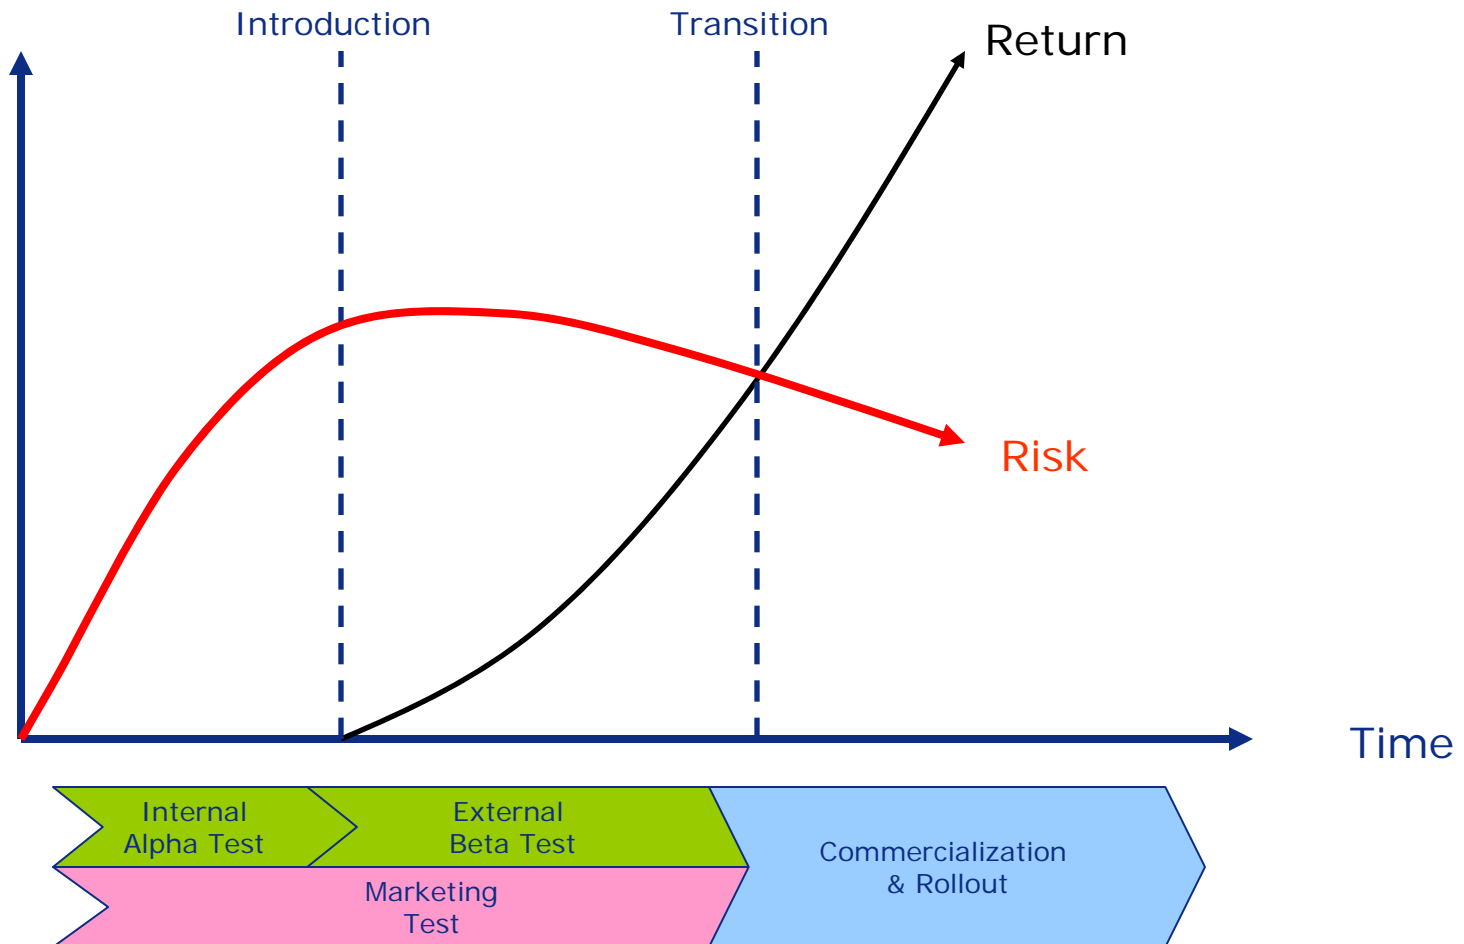 Introduction
Transition
Return
Risk
Time
Internal
Alpha Test
External
Beta Test
Commercialization
& Rollout
Marketing
Test